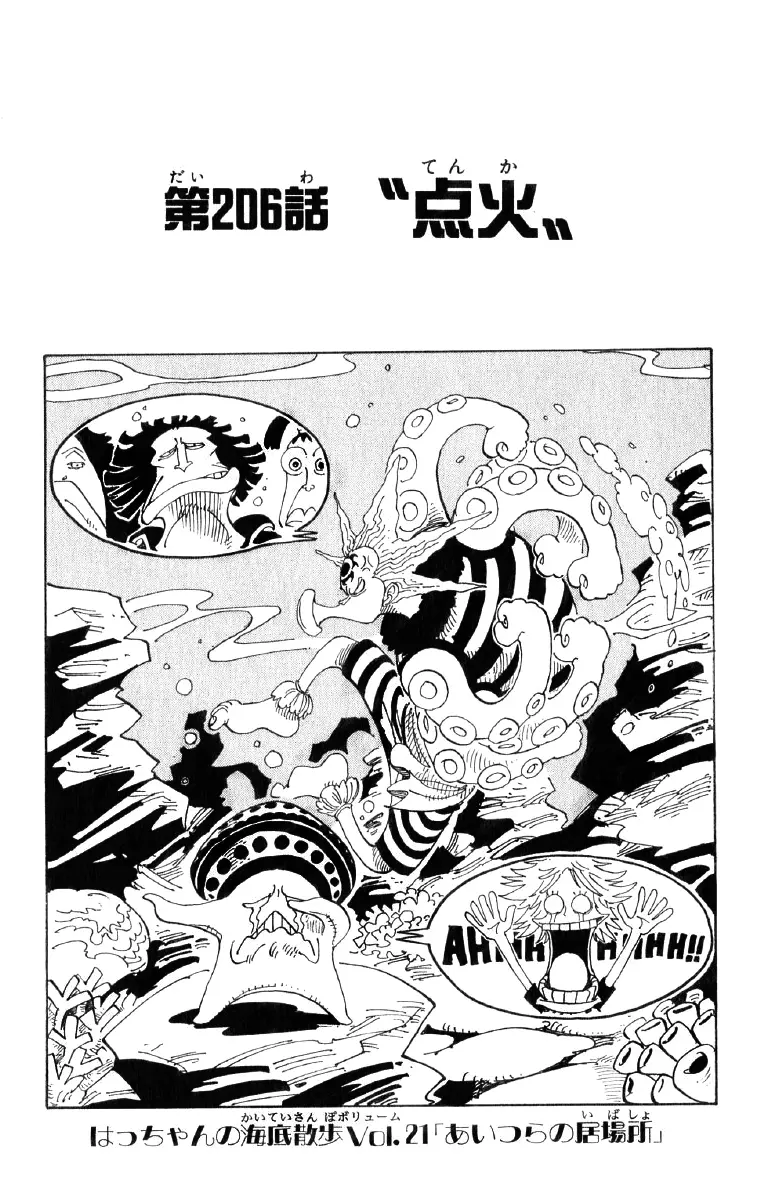 だい わ てん か
第206話 〝点火〟
AHHH HHHH!!
かいていさんぽ ボリューム い ばしょ
はっちゃんの海底散歩Vol.21「あいつらの居場所」